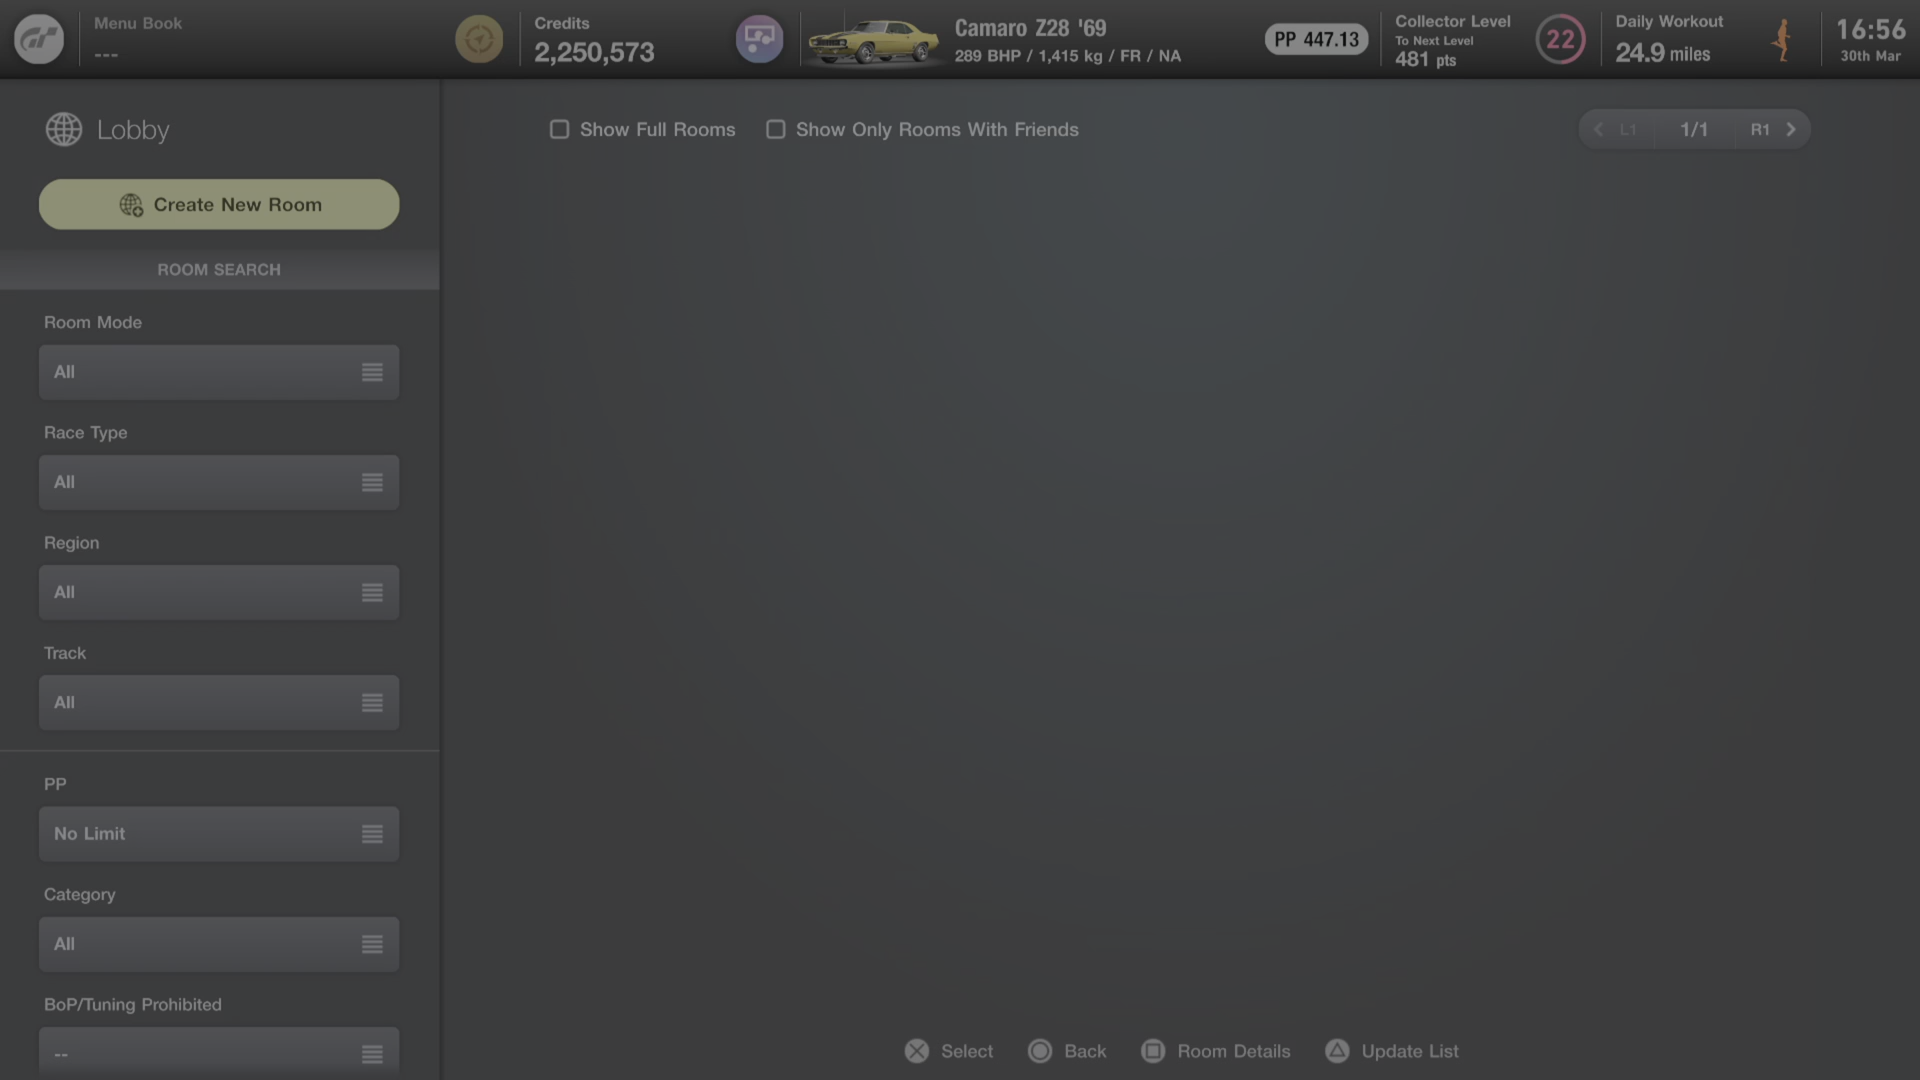 Menu Book
---
Credits
2,250,573
Camaro Z28 '69
289 BHP / 1,415 kg / FR / NA
PP 447.13
Collector Level
To Next Level
481 pts
22
Daily Workout
24.9 miles
16:56
30th Mar
Lobby
Create New Room
ROOM SEARCH
Room Mode
All
Race Type
All
Region
All
Track
All
PP
No Limit
Category
All
BoP/Tuning Prohibited
--
Show Full Rooms
Show Only Rooms With Friends
L1 1/1 R1
Select Back Room Details Update List